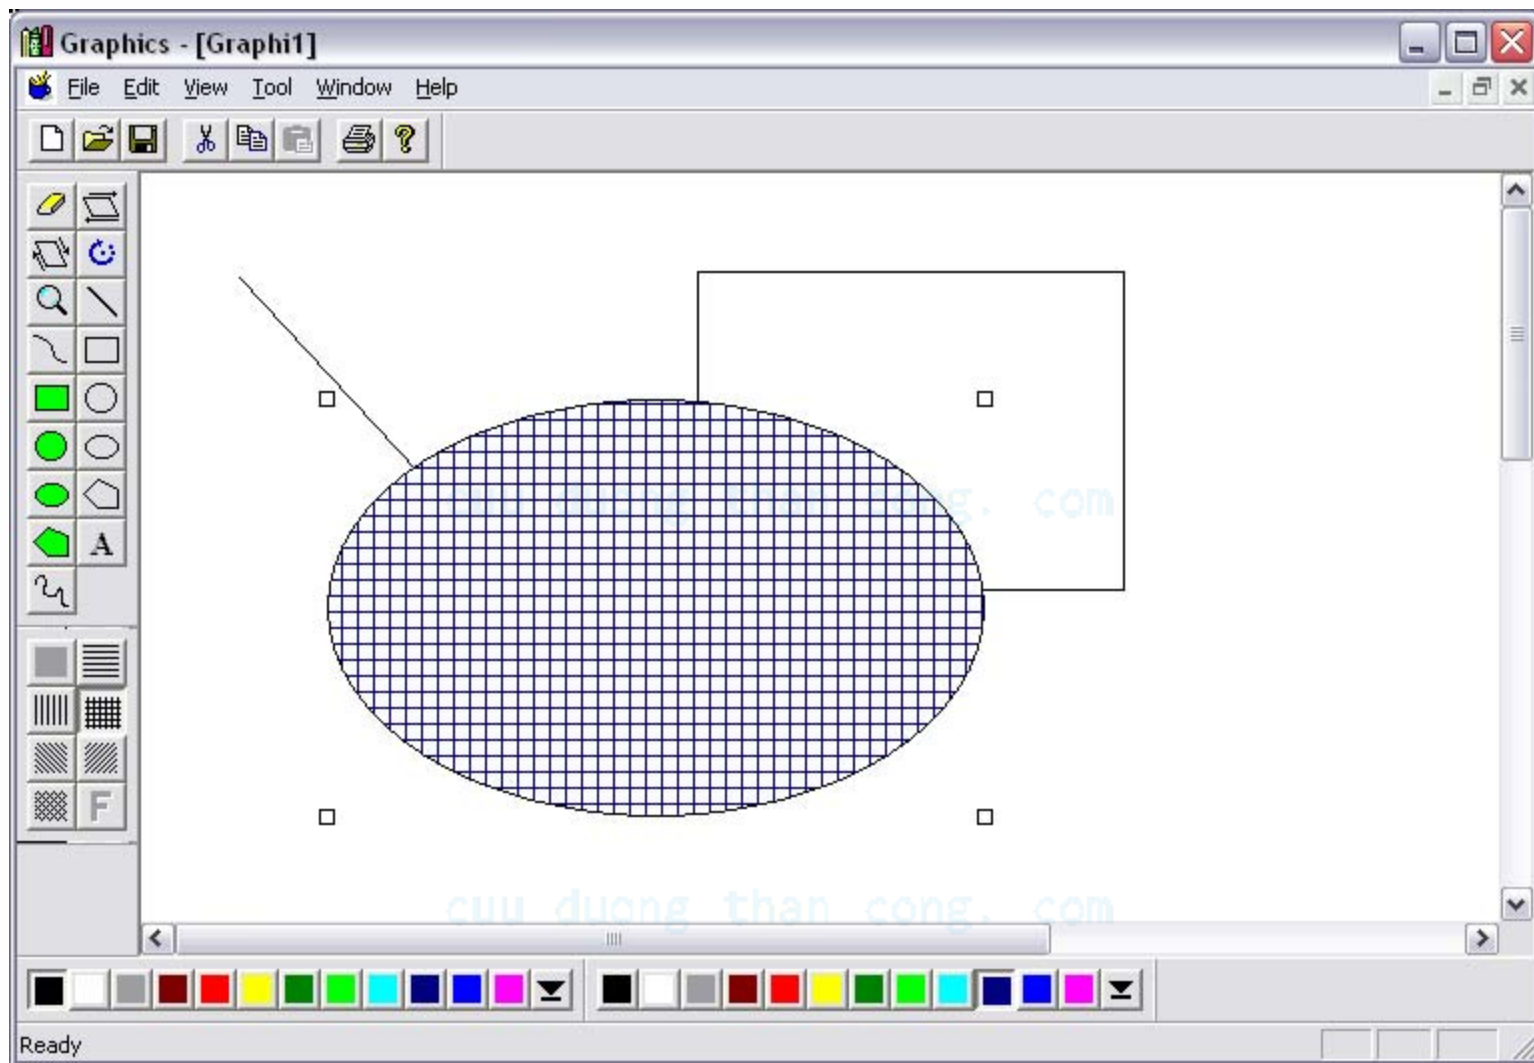 Graphics - [Graphi1]
File Edit View Tool Window Help
A
F
cuu duong than cong. com
cuu duong than cong. com
Ready